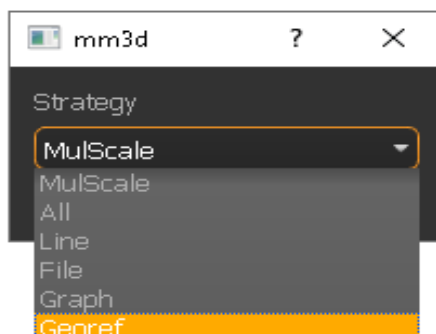 mm3d ?
Strategy
MulScale
MulScale
All
Line
File
Graph
Georef